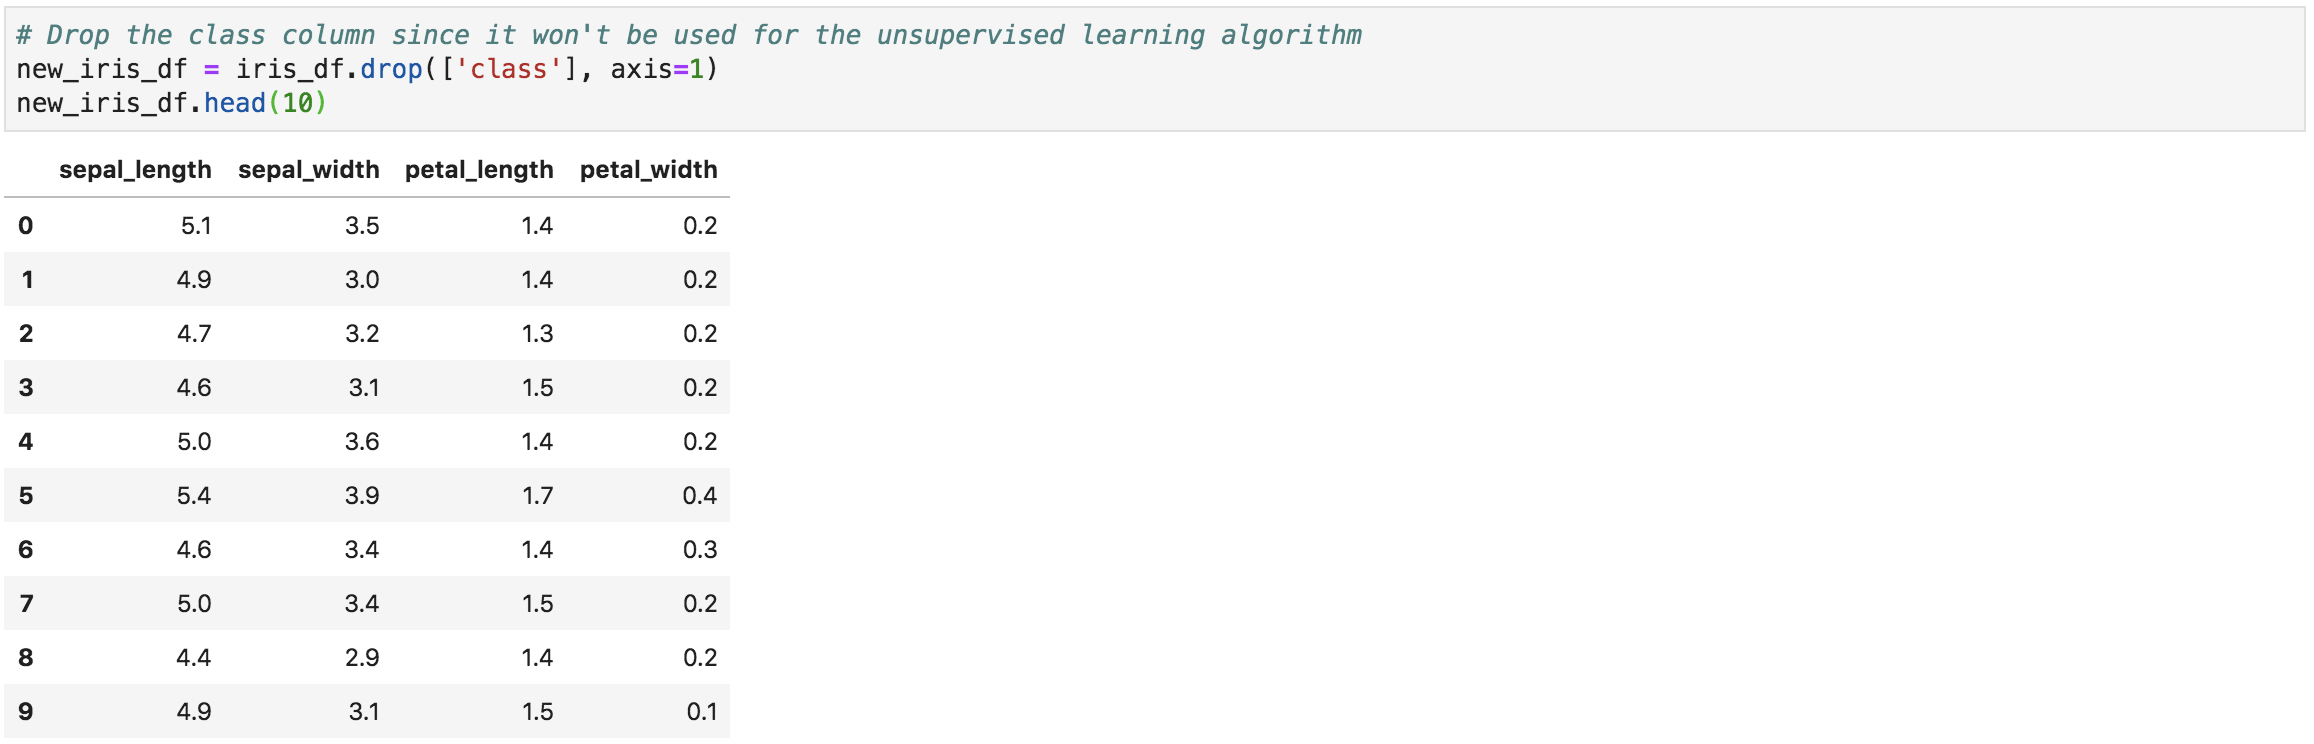 # Drop the class column since it won't be used for the unsupervised learning algorithm
new_iris_df = iris_df.drop(['class'], axis=1)
new_iris_df.head(10)
sepal_length sepal_width petal_length petal_width
0 5.1 3.5 1.4 0.2
1 4.9 3.0 1.4 0.2
2 4.7 3.2 1.3 0.2
3 4.6 3.1 1.5 0.2
4 5.0 3.6 1.4 0.2
5 5.4 3.9 1.7 0.4
6 4.6 3.4 1.4 0.3
7 5.0 3.4 1.5 0.2
8 4.4 2.9 1.4 0.2
9 4.9 3.1 1.5 0.1